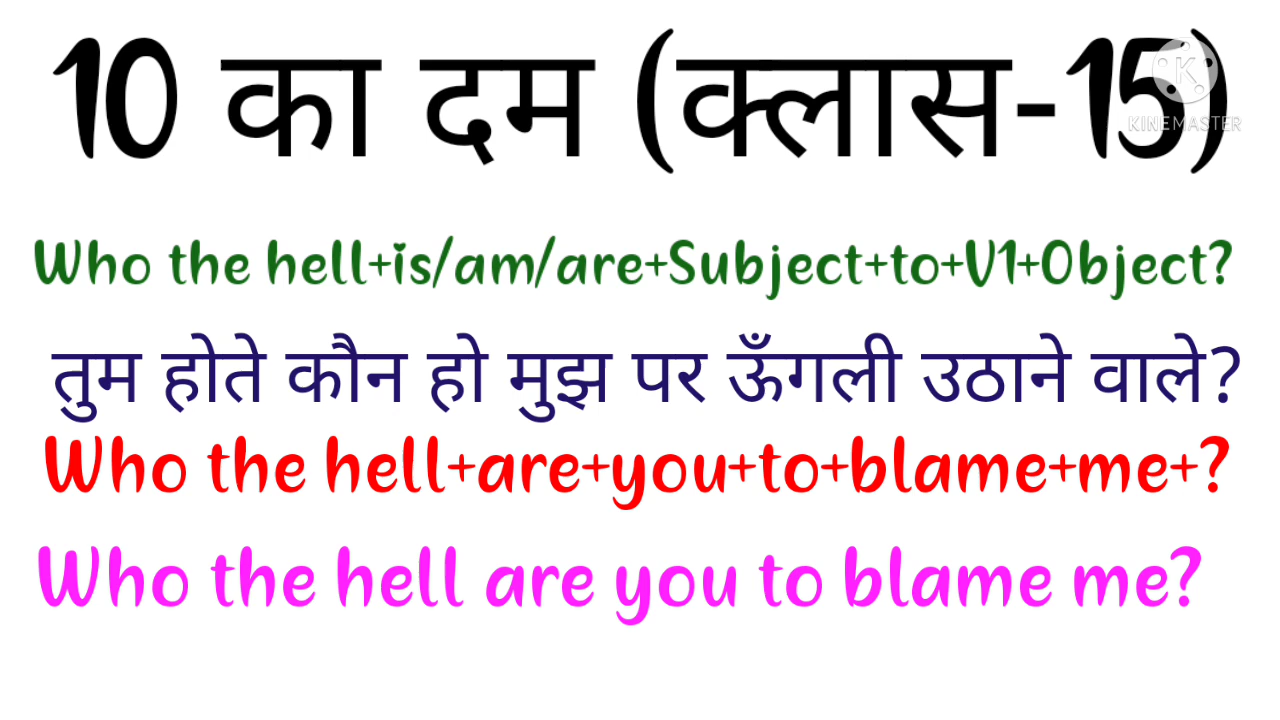 10 का दम (क्लास-15)
KINEMASTER
Who the hell+is/am/are+Subject+to+V1+Object?
तुम होते कौन हो मुझ पर ऊँगली उठाने वाले?
Who the hell+are+you+to+blame+me+?
Who the hell are you to blame me?